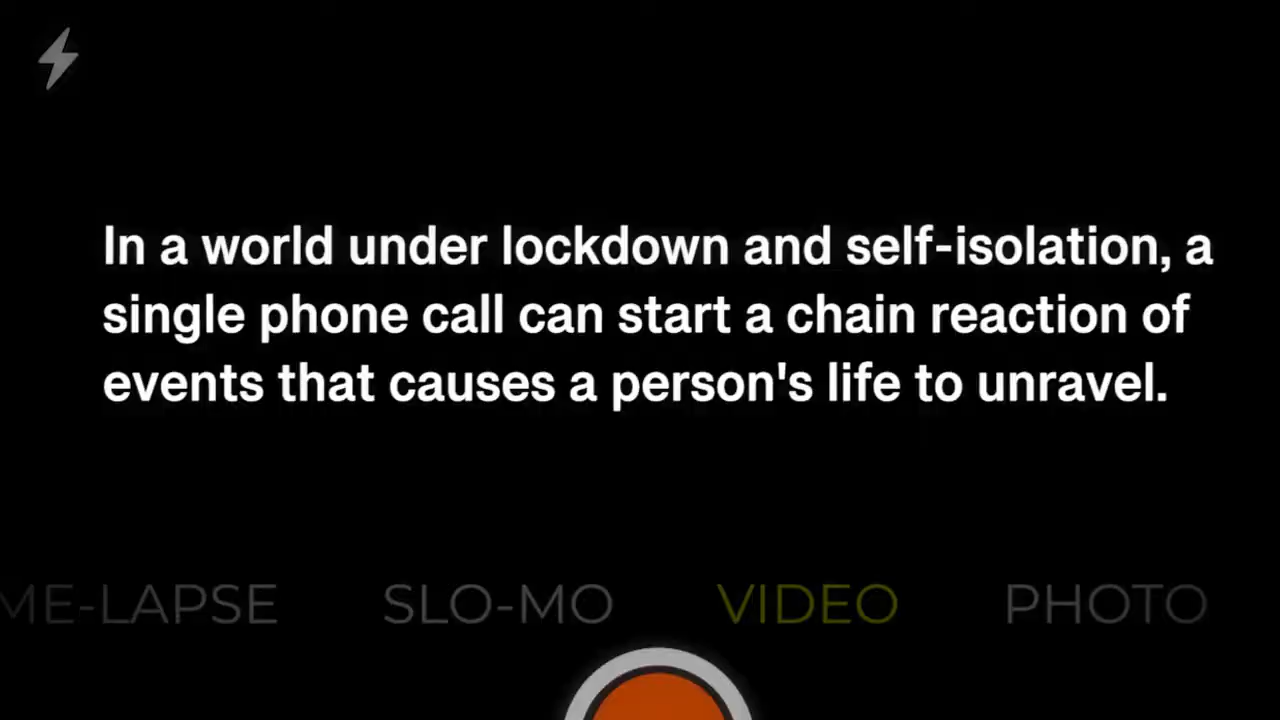 In a world under lockdown and self-isolation, a
single phone call can start a chain reaction of
events that causes a person's life to unravel.
ME-LAPSE SLO-MO VIDEO PHOTO